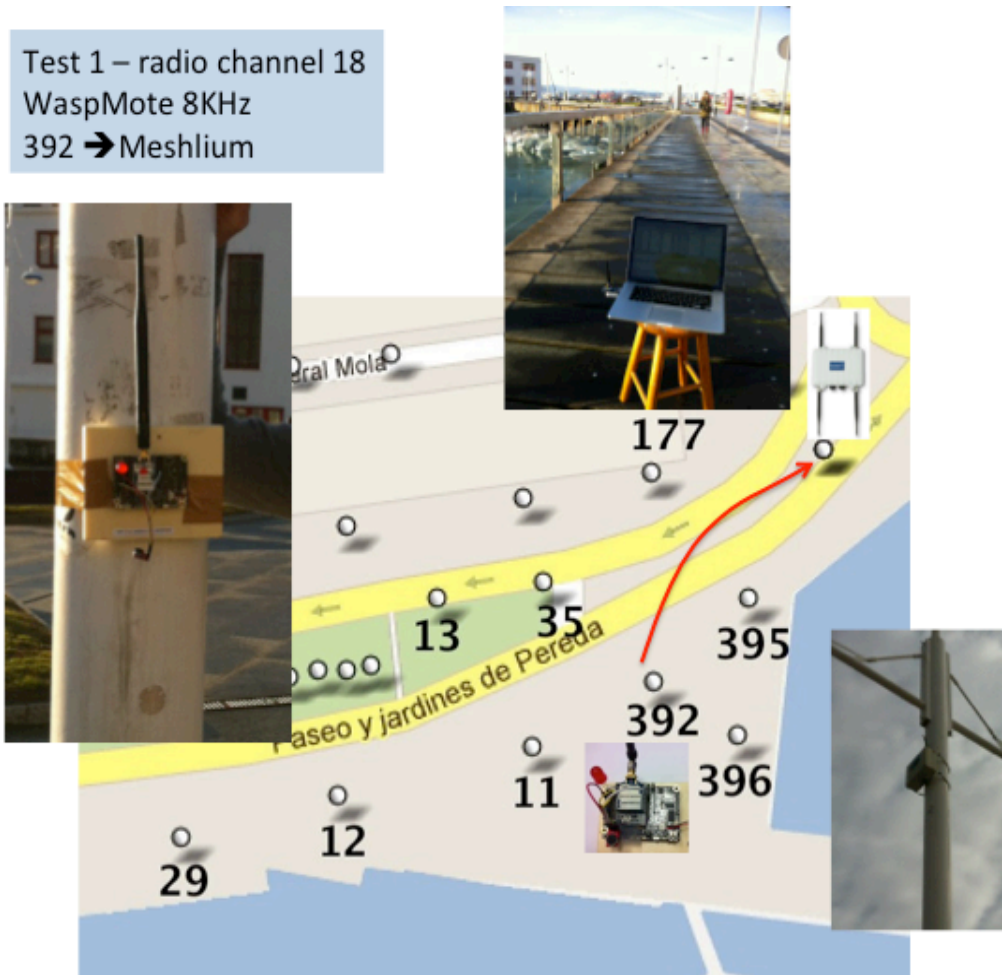 Test 1 – radio channel 18
WaspMote 8KHz
392 ➔ Meshlium
ral Mola
177
13
35
395
Paseo y jardines de Pereda
392
11
396
12
29